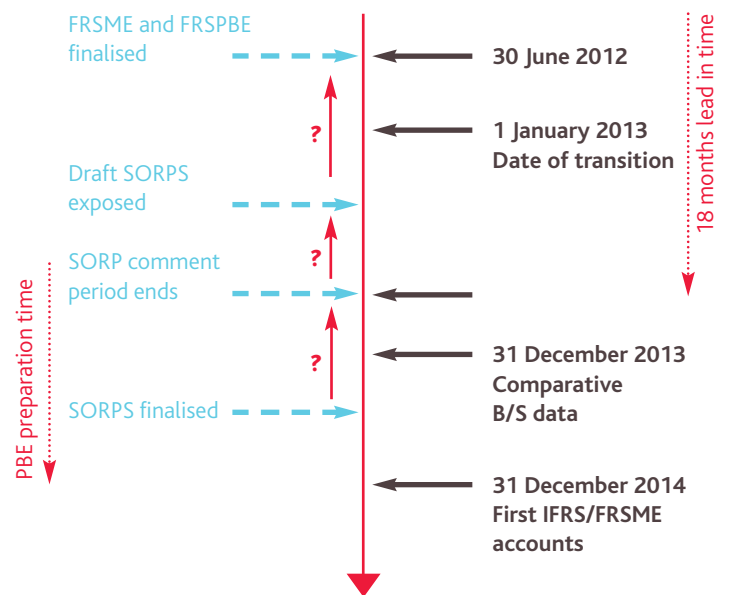 FRSME and FRSPBE
finalised
30 June 2012
1 January 2013
Date of transition
18 months lead in time
?
Draft SORPS
exposed
?
SORP comment
period ends
?
31 December 2013
Comparative
B/S data
PBE preparation time
SORPS finalised
31 December 2014
First IFRS/FRSME
accounts